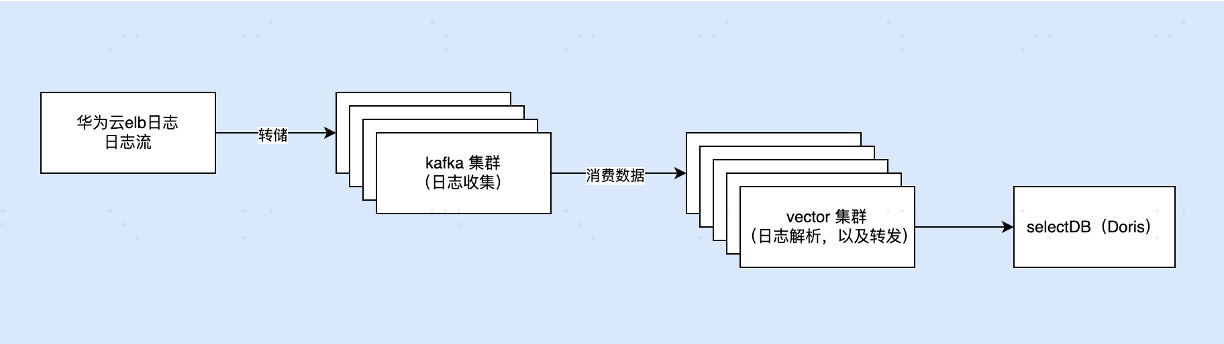 华为云elb日志
日志流
转储
kafka 集群
（日志收集）
消费数据
vector 集群
（日志解析，以及转发）
selectDB（Doris）